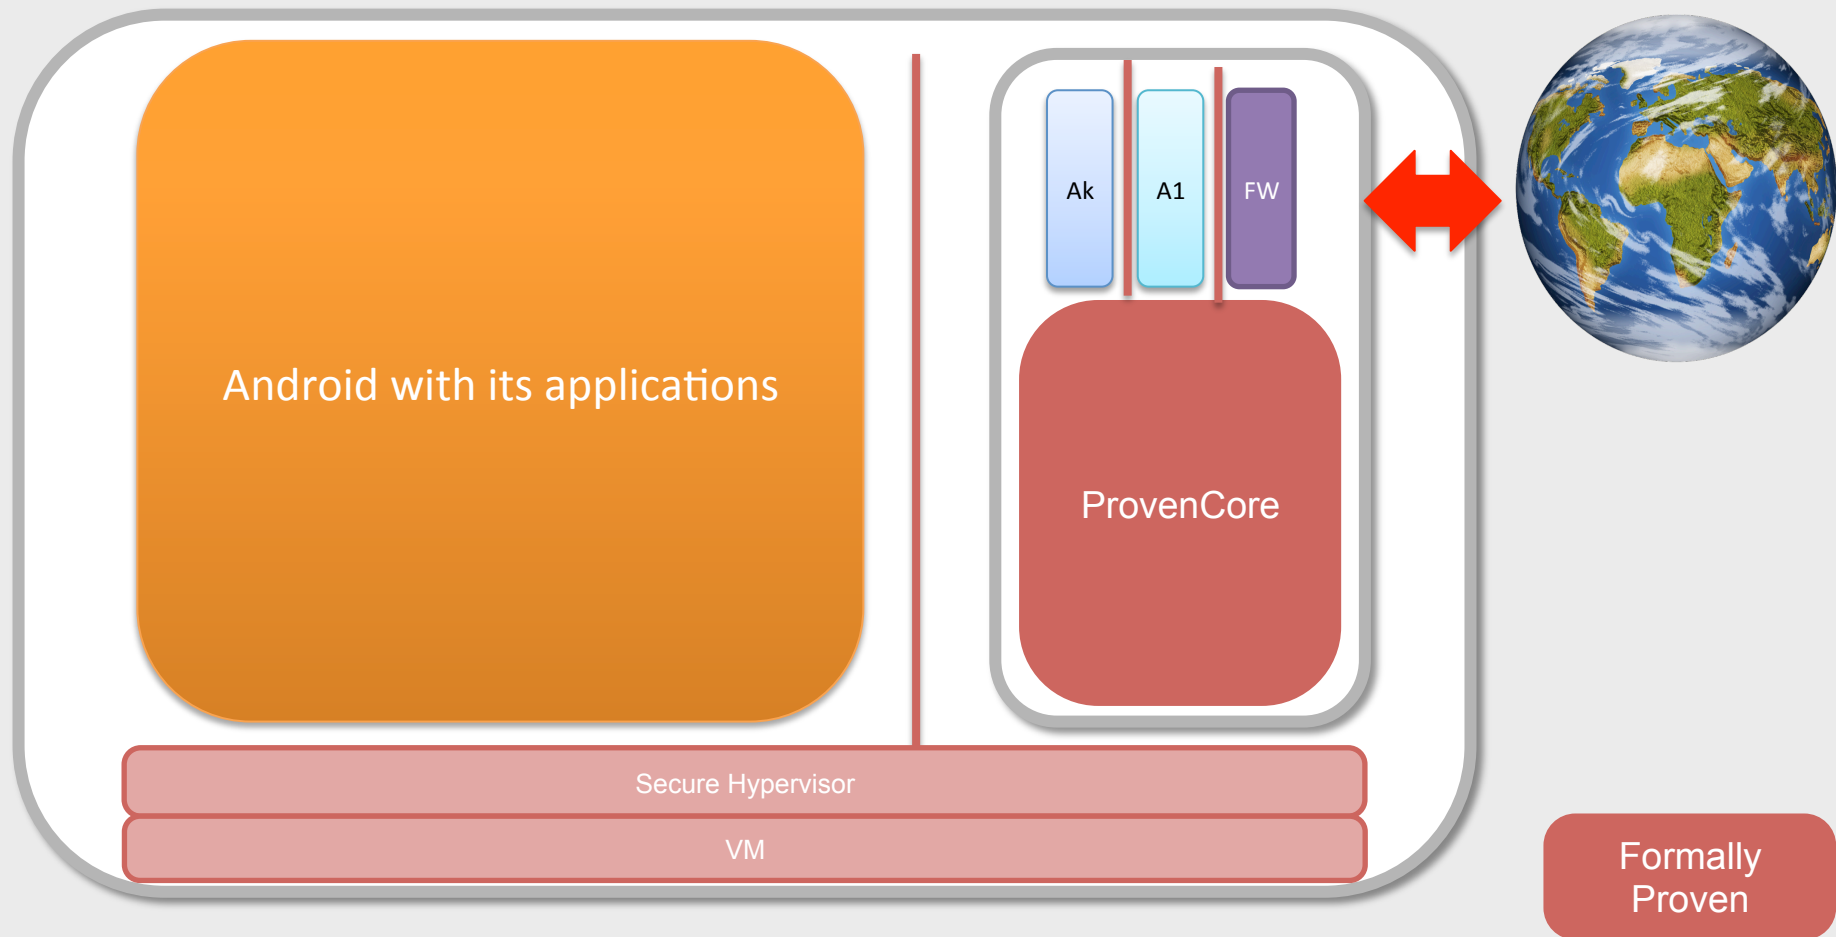 Android with its applications
Ak
A1
FW
ProvenCore
Secure Hypervisor
VM
Formally
Proven